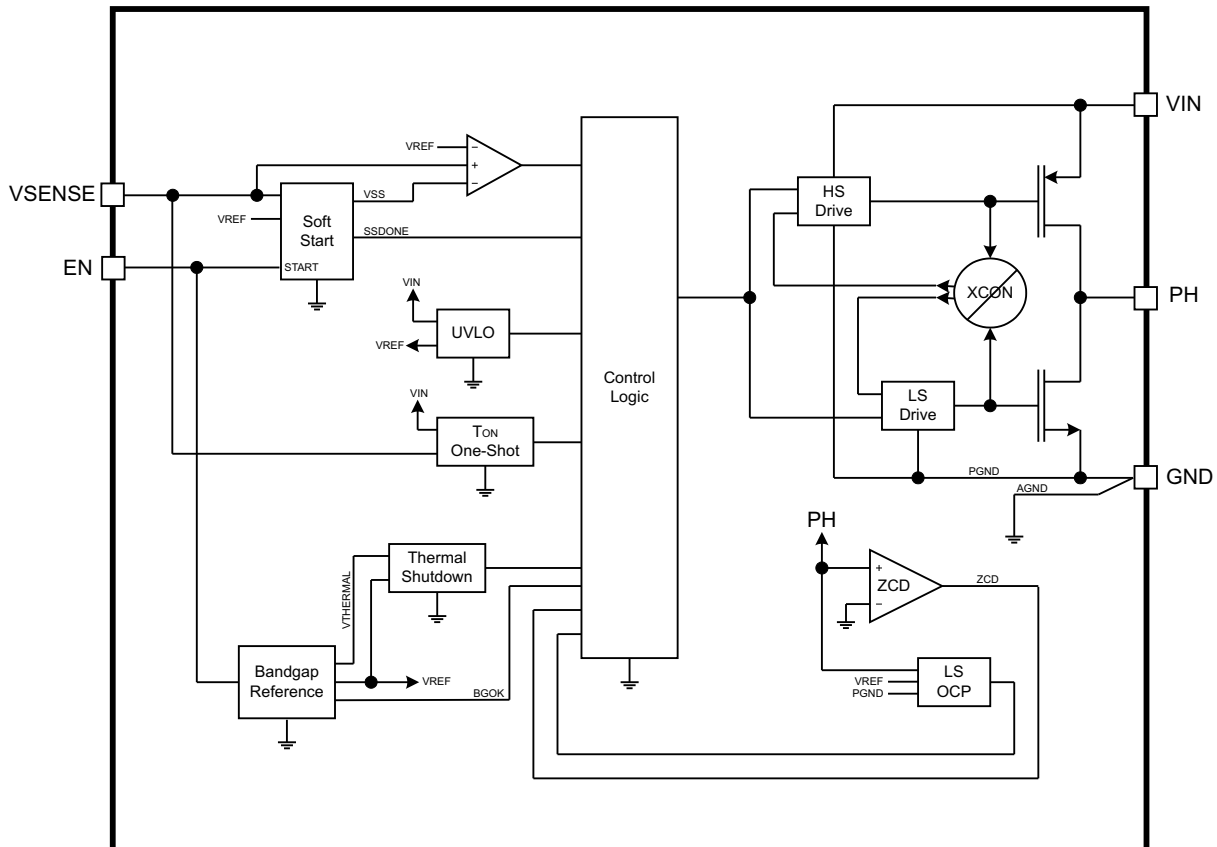 VIN
VREF
VSENSE
VSS
HS
Drive
VREF
Soft
Start
SSDONE
EN
START
VIN
XCON
PH
UVLO
VREF
Control
Logic
VIN
LS
Drive
TON
One-Shot
PGND
GND
AGND
PH
Thermal
Shutdown
ZCD
ZCD
VTHERMAL
Bandgap
Reference
VREF
BGOK
LS
OCP
VREF
PGND